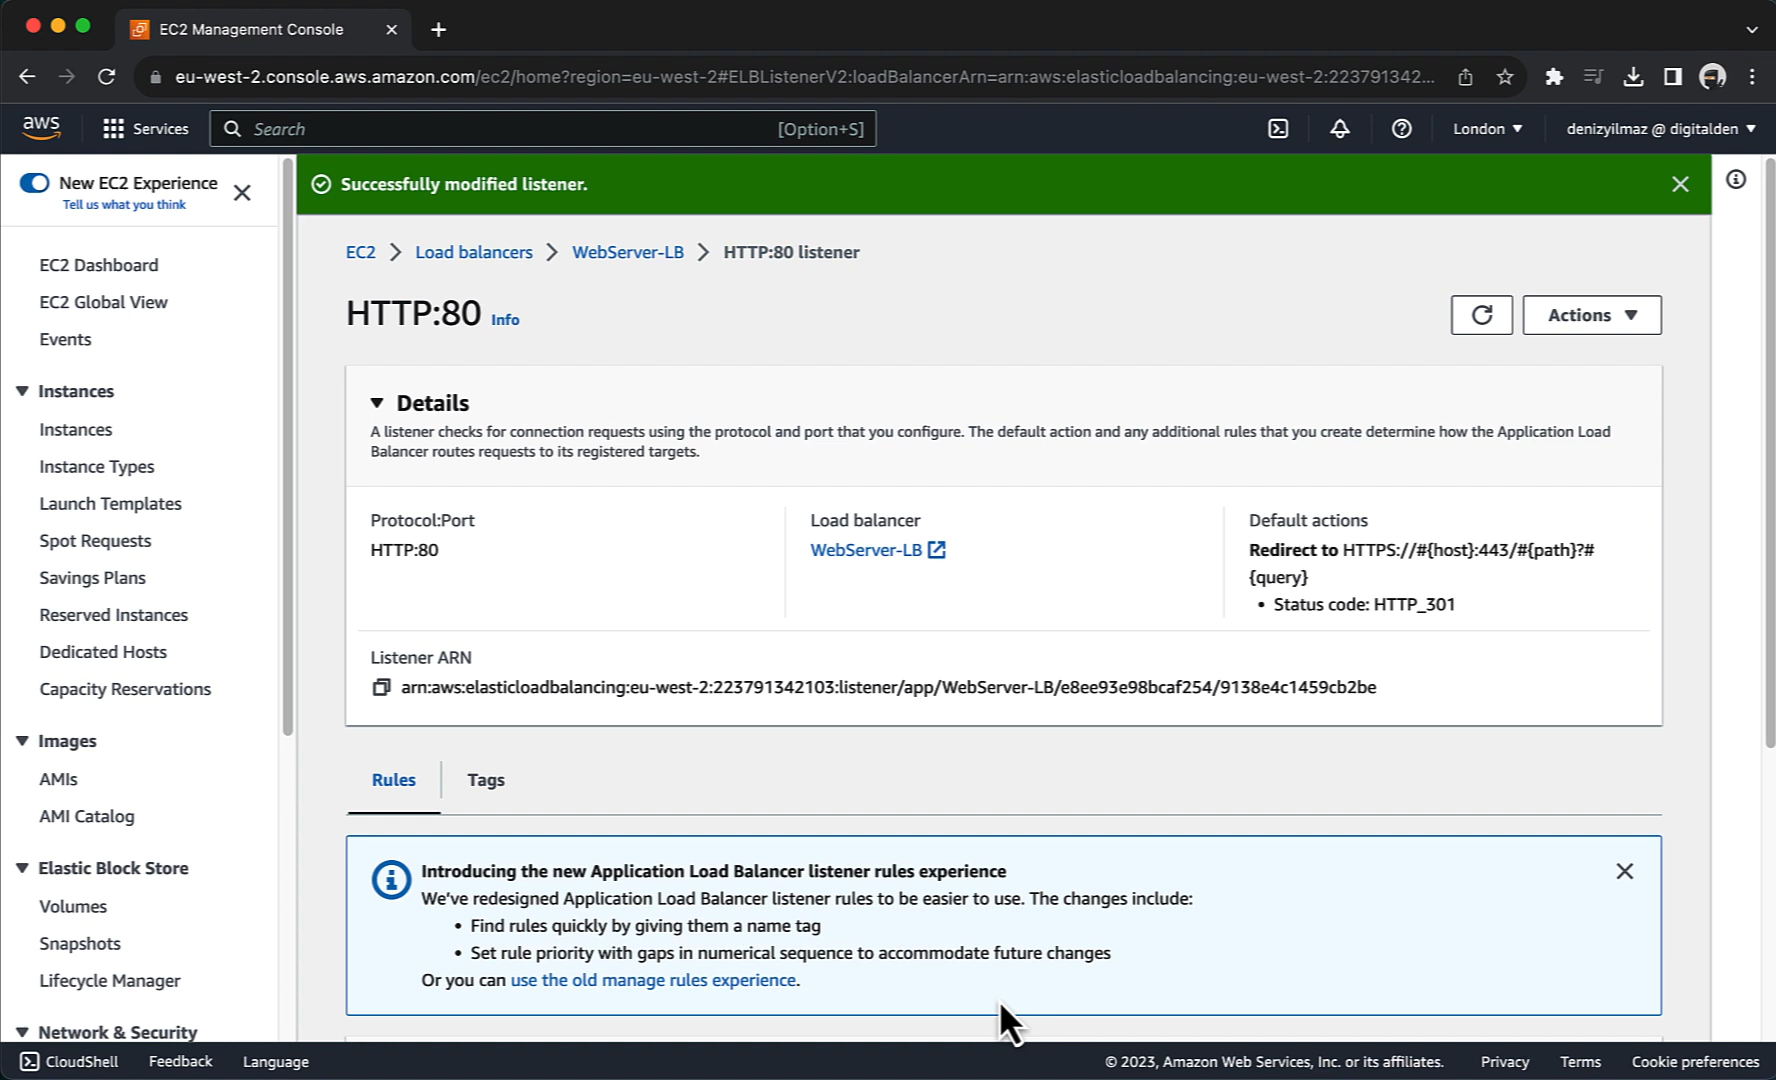 EC2 Management Console
eu-west-2.console.aws.amazon.com/ec2/home?region=eu-west-2#ELBListenerV2:loadBalancerArn=arn:aws:elasticloadbalancing:eu-west-2:223791342...
aws
Services
Search
[Option+S]
London
denizyilmaz @ digitalden
New EC2 Experience
Tell us what you think
EC2 Dashboard
EC2 Global View
Events
Instances
Instances
Instance Types
Launch Templates
Spot Requests
Savings Plans
Reserved Instances
Dedicated Hosts
Capacity Reservations
Images
AMIs
AMI Catalog
Elastic Block Store
Volumes
Snapshots
Lifecycle Manager
Network & Security
Successfully modified listener.
EC2 > Load balancers > WebServer-LB > HTTP:80 listener
HTTP:80 Info
Actions
Details
A listener checks for connection requests using the protocol and port that you configure. The default action and any additional rules that you create determine how the Application Load
Balancer routes requests to its registered targets.
Protocol:Port
HTTP:80
Load balancer
WebServer-LB
Default actions
Redirect to HTTPS://#{host}:443/#{path}?#
{query}
• Status code: HTTP_301
Listener ARN
arn:aws:elasticloadbalancing:eu-west-2:223791342103:listener/app/WebServer-LB/e8ee93e98bcaf254/9138e4c1459cb2be
Rules
Tags
Introducing the new Application Load Balancer listener rules experience
We've redesigned Application Load Balancer listener rules to be easier to use. The changes include:
• Find rules quickly by giving them a name tag
• Set rule priority with gaps in numerical sequence to accommodate future changes
Or you can use the old manage rules experience.
CloudShell
Feedback
Language
© 2023, Amazon Web Services, Inc. or its affiliates.
Privacy
Terms
Cookie preferences